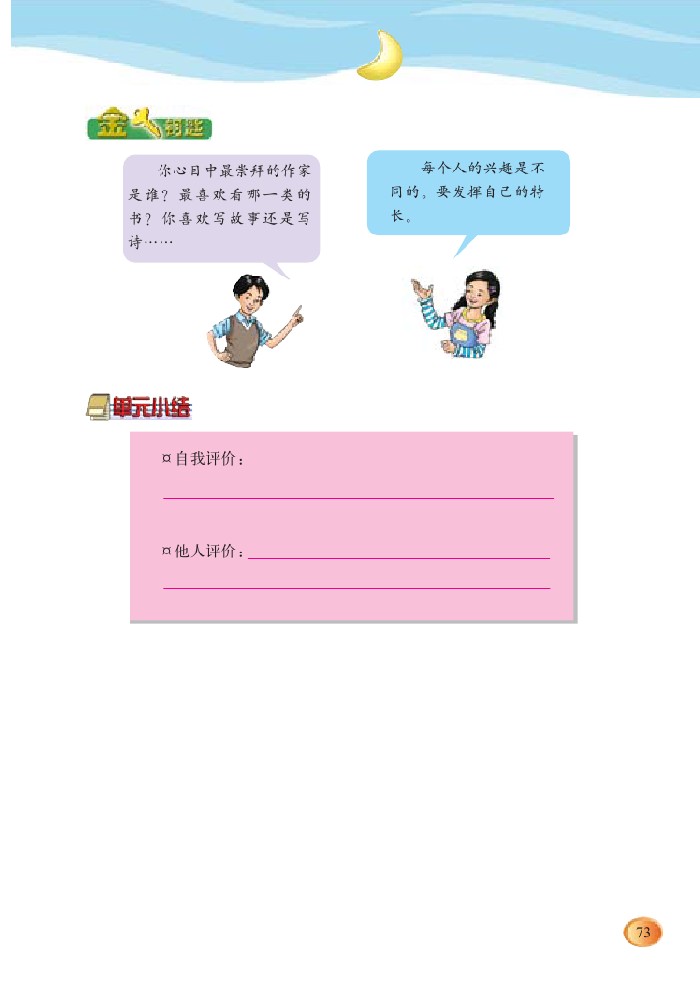 金钥匙
你心目中最崇拜的作家
是谁？最喜欢看哪一类的
书？你喜欢写故事还是写
诗……
每个人的兴趣是不
同的，要发挥自己的特
长。
单元小结
¤自我评价：
¤他人评价：
73